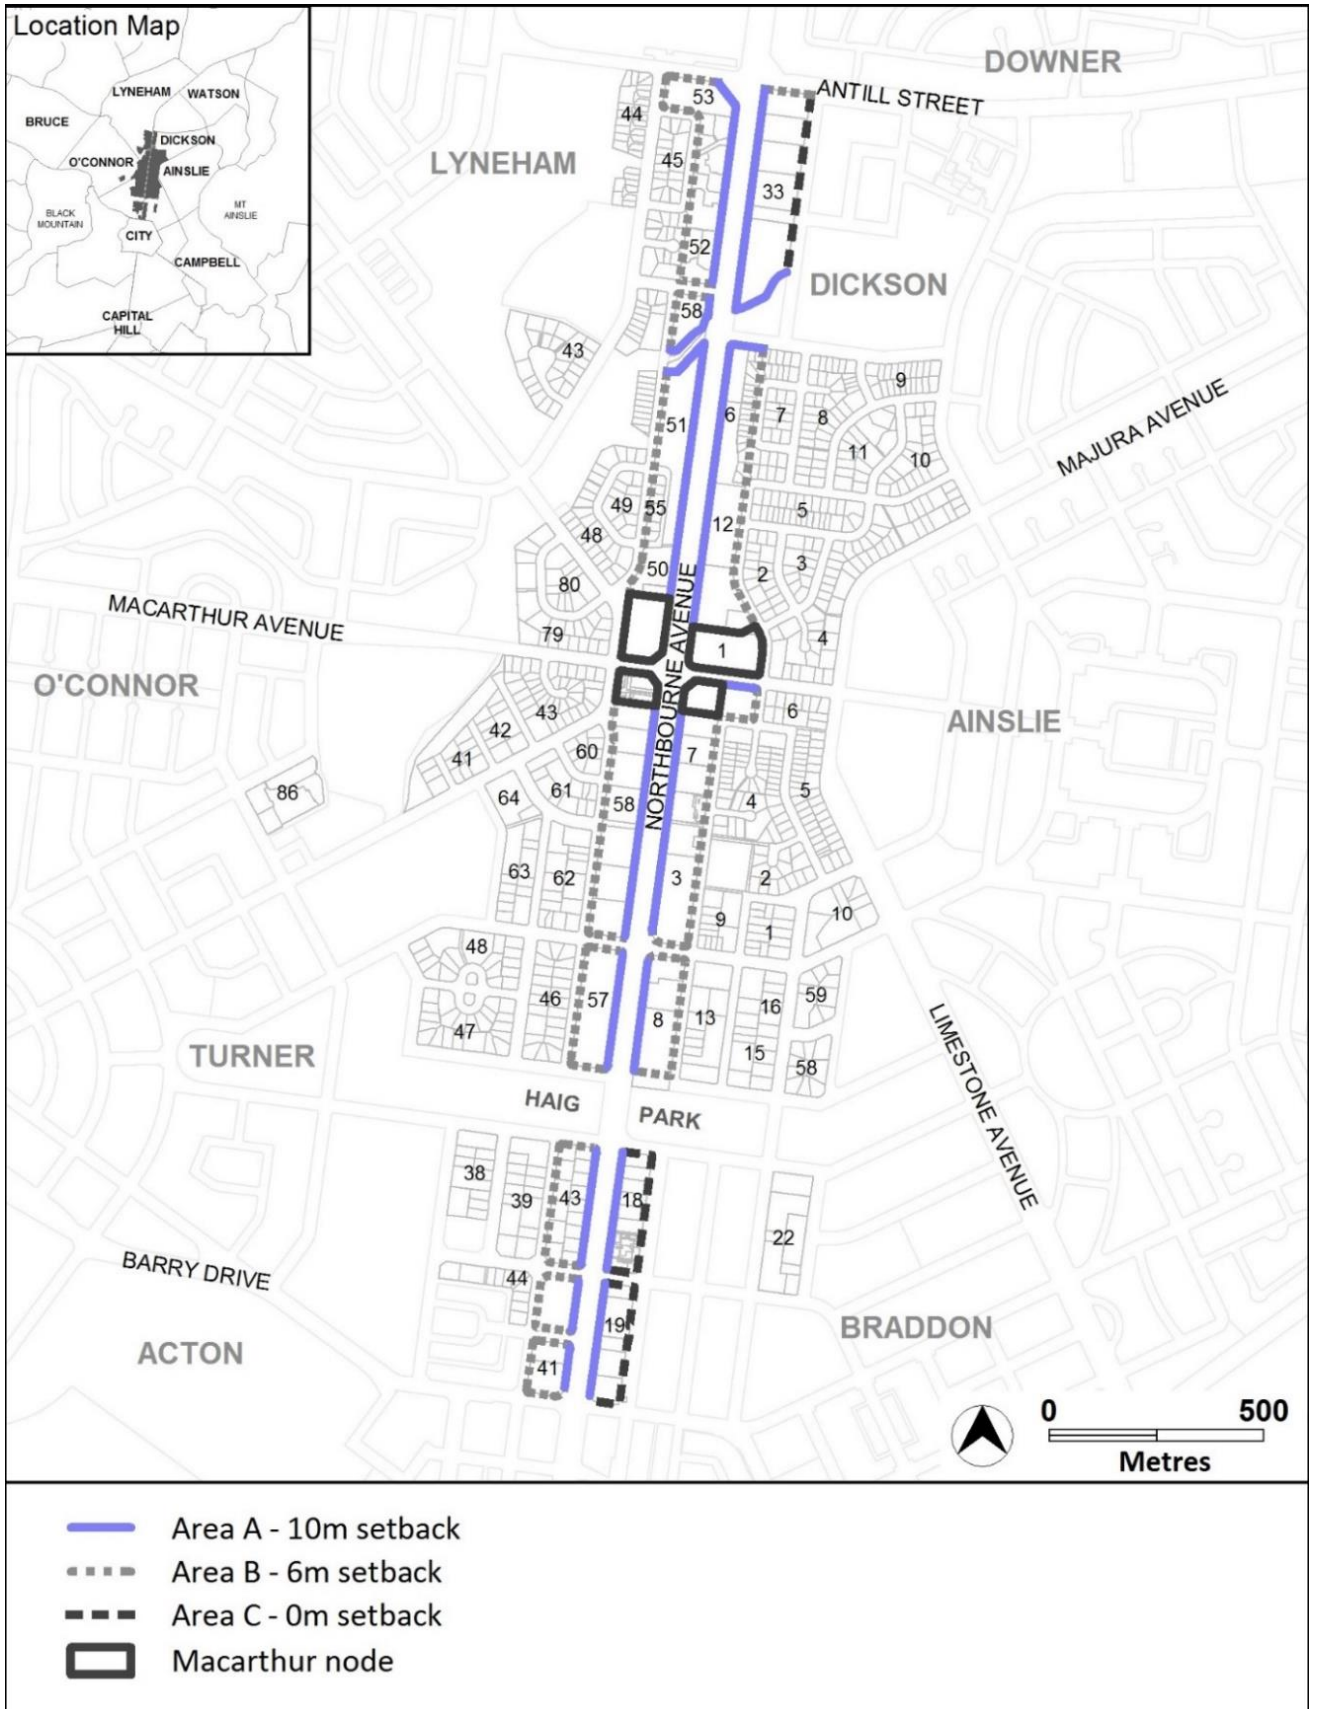 Location Map
LYNEHAM
WATSON
BRUCE
DICKSON
O'CONNOR
AINSLIE
BLACK
MOUNTAIN
MT
AINSLIE
CITY
CAMPBELL
CAPITAL
HILL
DOWNER
ANTILL STREET
53
44
LYNEHAM
45
33
52
DICKSON
58
43
9
51
6
7
8
MAJURA AVENUE
11
10
49
55
5
12
48
50
3
2
80
MACARTHUR AVENUE
79
1
4
O'CONNOR
NORTHBOURNE AVENUE
43
6
AINSLIE
42
60
7
41
86
64
61
58
4
5
63
62
3
2
9
1
10
48
46
57
8
13
16
59
47
15
58
TURNER
LIMESTONE AVENUE
HAIG
PARK
38
39
43
18
22
BARRY DRIVE
44
19
BRADDON
ACTON
41
0
500
Metres
Area A - 10m setback
Area B - 6m setback
Area C - 0m setback
Macarthur node